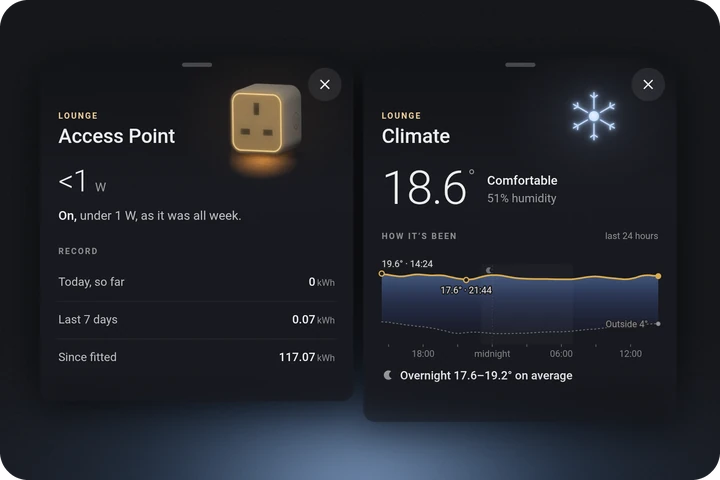 LOUNGE
Access Point
<1 W
On, under 1 W, as it was all week.
RECORD
Today, so far 0 kWh
Last 7 days 0.07 kWh
Since fitted 117.07 kWh
LOUNGE
Climate
18.6°
Comfortable
51% humidity
HOW IT'S BEEN last 24 hours
19.6° · 14:24
17.6° · 21:44
Outside 4°
18:00 midnight 06:00 12:00
Overnight 17.6–19.2° on average